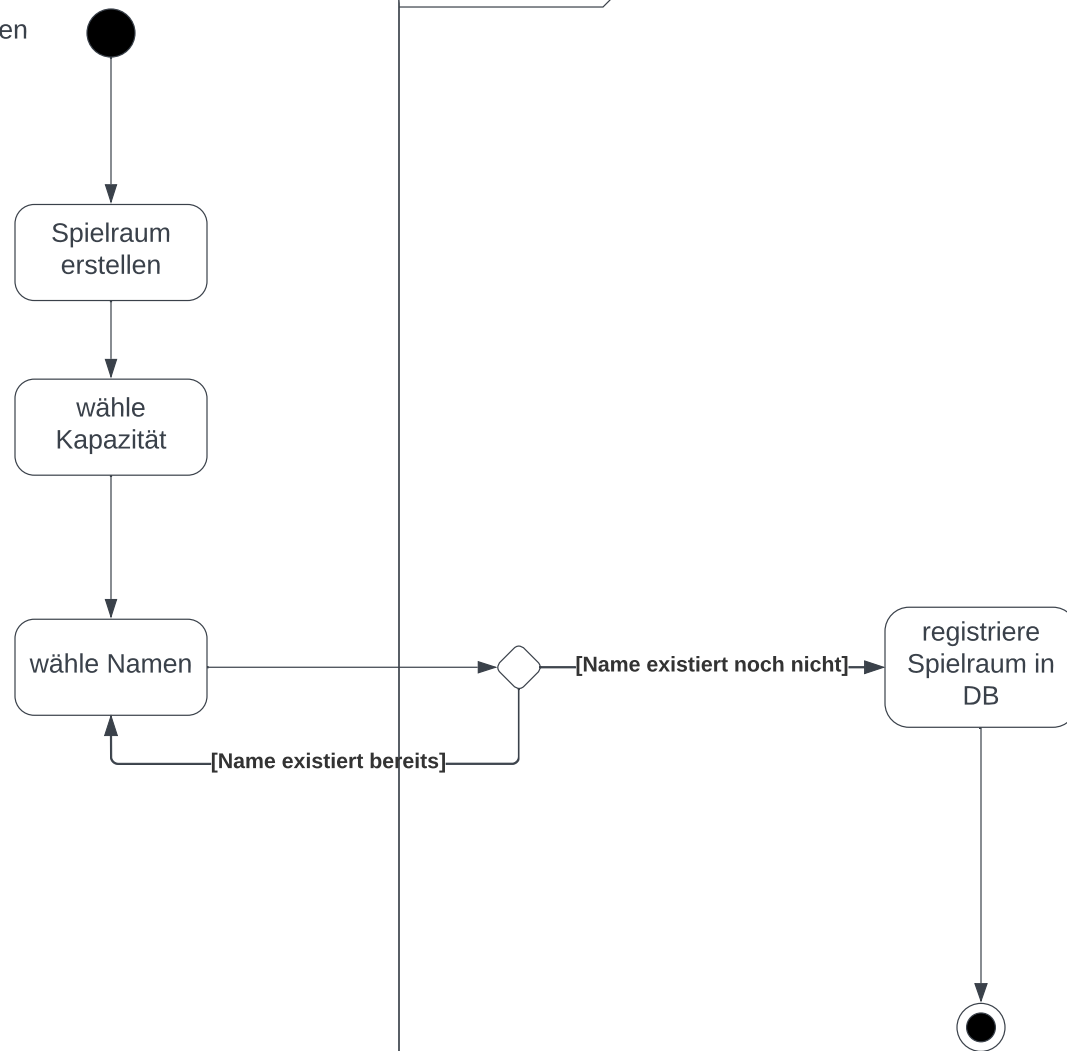 en
Spielraum
erstellen
wähle
Kapazität
wähle Namen
[Name existiert noch nicht]
registriere
Spielraum in
DB
[Name existiert bereits]